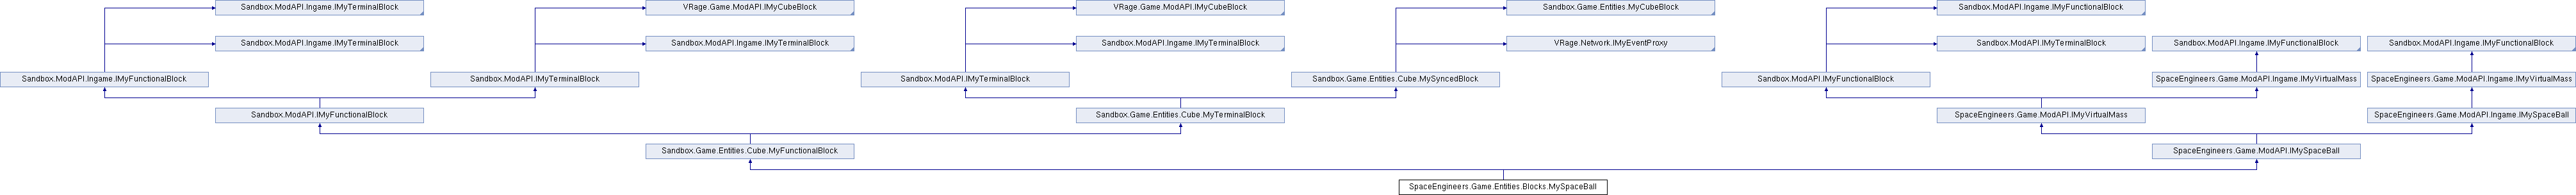 Sandbox.ModAPI.Ingame.IMyTerminalBlock
VRage.Game.ModAPI.IMyCubeBlock
VRage.Game.ModAPI.IMyCubeBlock
Sandbox.Game.Entities.MyCubeBlock
Sandbox.ModAPI.Ingame.IMyFunctionalBlock
Sandbox.ModAPI.Ingame.IMyTerminalBlock
Sandbox.ModAPI.Ingame.IMyTerminalBlock
Sandbox.ModAPI.Ingame.IMyTerminalBlock
VRage.Network.IMyEventProxy
Sandbox.ModAPI.IMyTerminalBlock
Sandbox.ModAPI.Ingame.IMyFunctionalBlock
Sandbox.ModAPI.Ingame.IMyFunctionalBlock
Sandbox.ModAPI.Ingame.IMyFunctionalBlock
Sandbox.ModAPI.IMyTerminalBlock
Sandbox.ModAPI.IMyTerminalBlock
Sandbox.Game.Entities.Cube.MySyncedBlock
Sandbox.ModAPI.IMyFunctionalBlock
SpaceEngineers.Game.ModAPI.Ingame.IMyVirtualMass
SpaceEngineers.Game.ModAPI.Ingame.IMyVirtualMass
Sandbox.ModAPI.IMyFunctionalBlock
Sandbox.Game.Entities.Cube.MyTerminalBlock
SpaceEngineers.Game.ModAPI.IMyVirtualMass
SpaceEngineers.Game.ModAPI.Ingame.IMySpaceBall
Sandbox.Game.Entities.Cube.MyFunctionalBlock
SpaceEngineers.Game.ModAPI.IMySpaceBall
SpaceEngineers.Game.Entities.Blocks.MySpaceBall